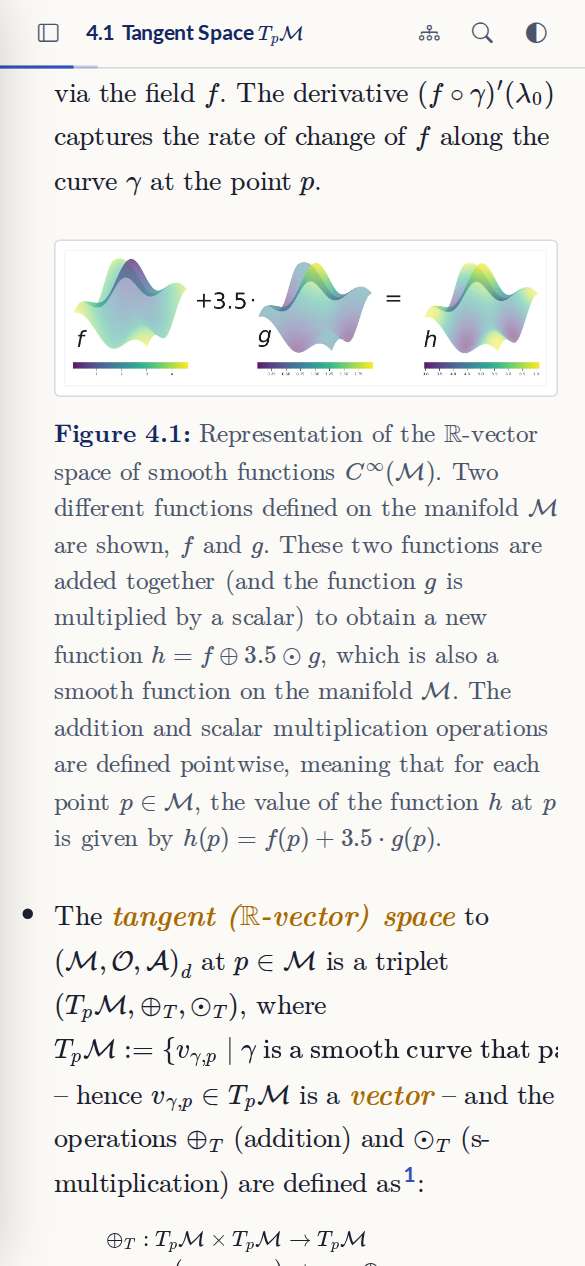 4.1 Tangent Space Tₚℳ
via the field f. The derivative (f ∘ γ)′(λ₀)
captures the rate of change of f along the
curve γ at the point p.
f +3.5· g = h
Figure 4.1: Representation of the ℝ-vector
space of smooth functions C^∞(ℳ). Two
different functions defined on the manifold ℳ
are shown, f and g. These two functions are
added together (and the function g is
multiplied by a scalar) to obtain a new
function h = f ⊕ 3.5 ⊙ g, which is also a
smooth function on the manifold ℳ. The
addition and scalar multiplication operations
are defined pointwise, meaning that for each
point p ∈ ℳ, the value of the function h at p
is given by h(p) = f(p) + 3.5 · g(p).
• The tangent (ℝ-vector) space to
(ℳ, 𝒪, 𝒜)_d at p ∈ ℳ is a triplet
(Tₚℳ, ⊕_T, ⊙_T), where
Tₚℳ := {v_{γ,p} | γ is a smooth curve that
– hence v_{γ,p} ∈ Tₚℳ is a vector – and the
operations ⊕_T (addition) and ⊙_T (s-
multiplication) are defined as¹:
⊕_T : Tₚℳ × Tₚℳ → Tₚℳ